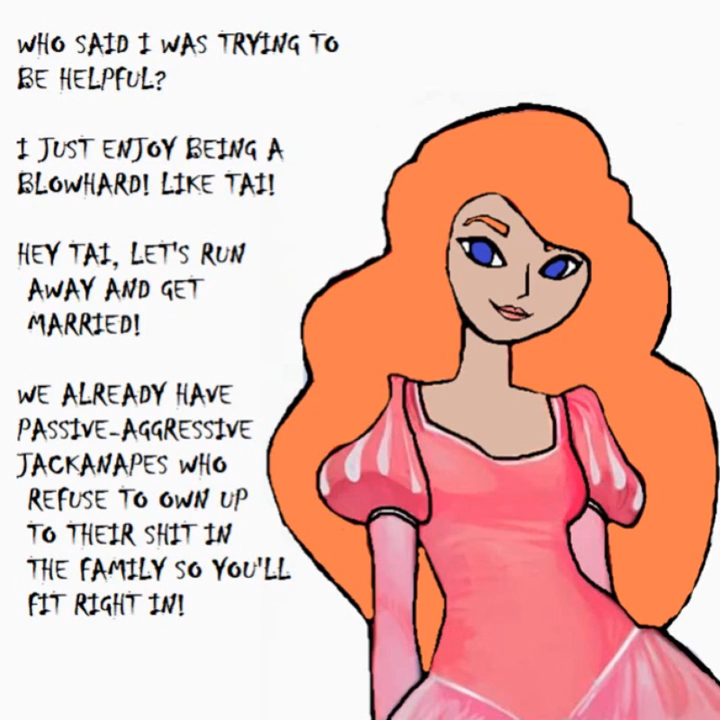 WHO SAID I WAS TRYING TO
BE HELPFUL?
I JUST ENJOY BEING A
BLOWHARD! LIKE TAI!
HEY TAI, LET'S RUN
AWAY AND GET
MARRIED!
WE ALREADY HAVE
PASSIVE-AGGRESSIVE
JACKANAPES WHO
REFUSE TO OWN UP
TO THEIR SHIT IN
THE FAMILY SO YOU'LL
FIT RIGHT IN!